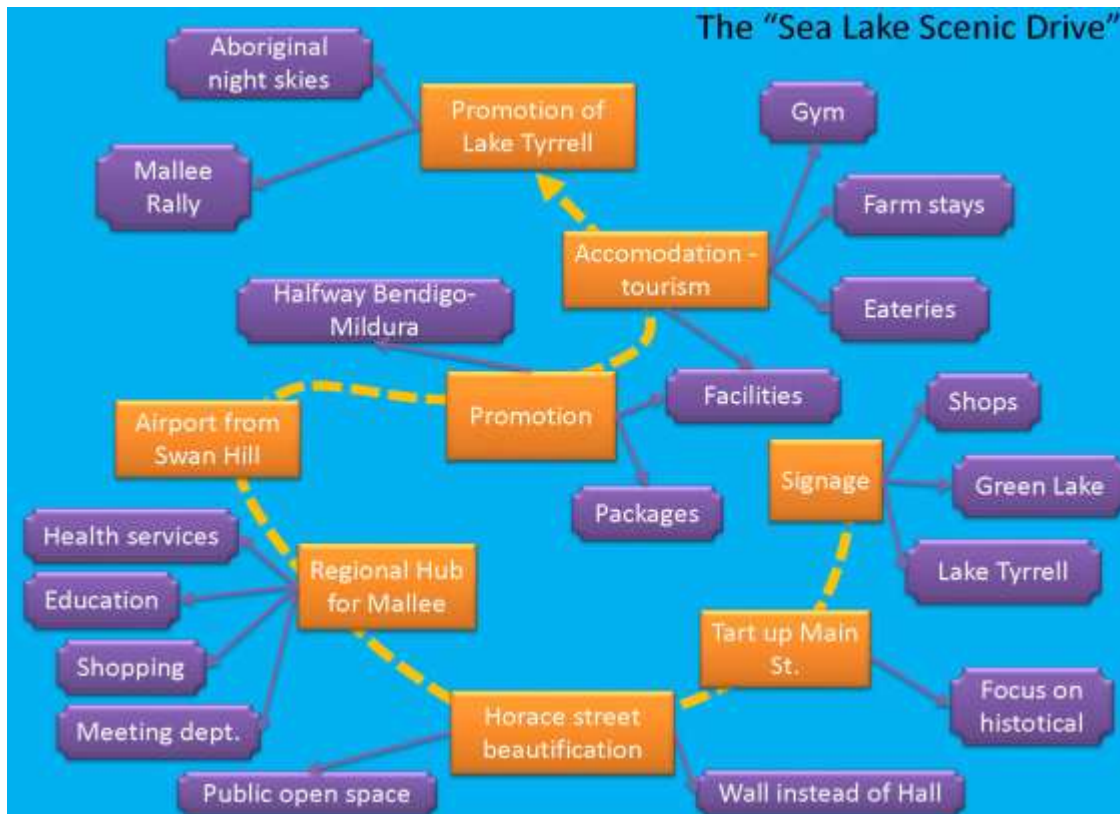 The "Sea Lake Scenic Drive"
Aboriginal
night skies
Promotion of
Lake Tyrrell
Gym
Mallee
Rally
Farm stays
Accomodation -
tourism
Halfway Bendigo-
Mildura
Eateries
Facilities
Shops
Airport from
Swan Hill
Promotion
Signage
Green Lake
Packages
Health services
Regional Hub
for Mallee
Lake Tyrrell
Education
Tart up Main
St.
Shopping
Focus on
histotical
Meeting dept.
Horace street
beautification
Public open space
Wall instead of Hall